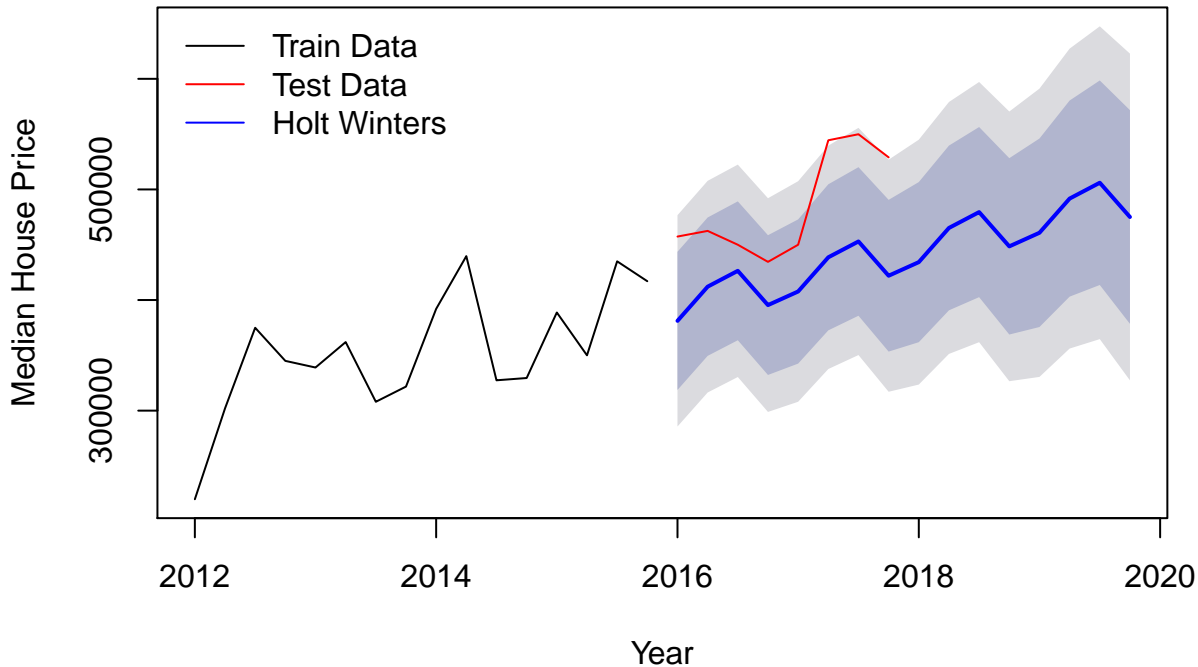 Train Data
Test Data
Holt Winters
Median House Price
500000
300000
2012 2014 2016 2018 2020
Year